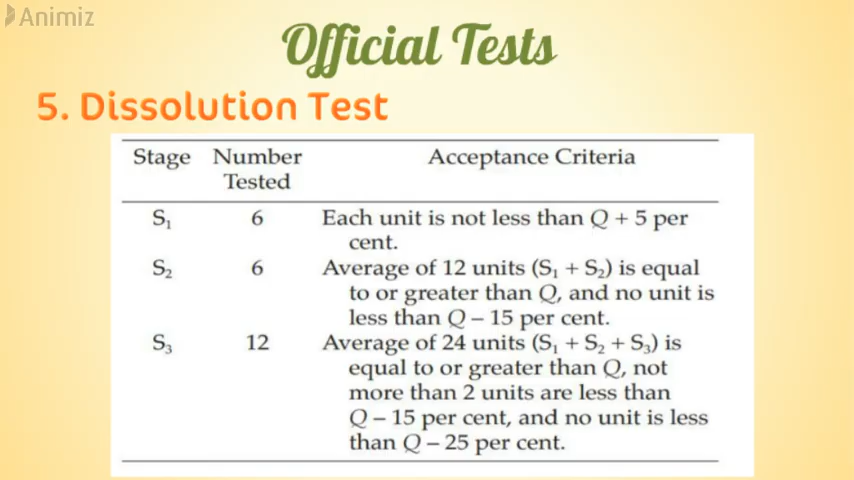 Animiz
Official Tests
5. Dissolution Test
Stage Number Acceptance Criteria
Tested
S₁ 6 Each unit is not less than Q + 5 per
cent.
S₂ 6 Average of 12 units (S₁ + S₂) is equal
to or greater than Q, and no unit is
less than Q – 15 per cent.
S₃ 12 Average of 24 units (S₁ + S₂ + S₃) is
equal to or greater than Q, not
more than 2 units are less than
Q – 15 per cent, and no unit is less
than Q – 25 per cent.